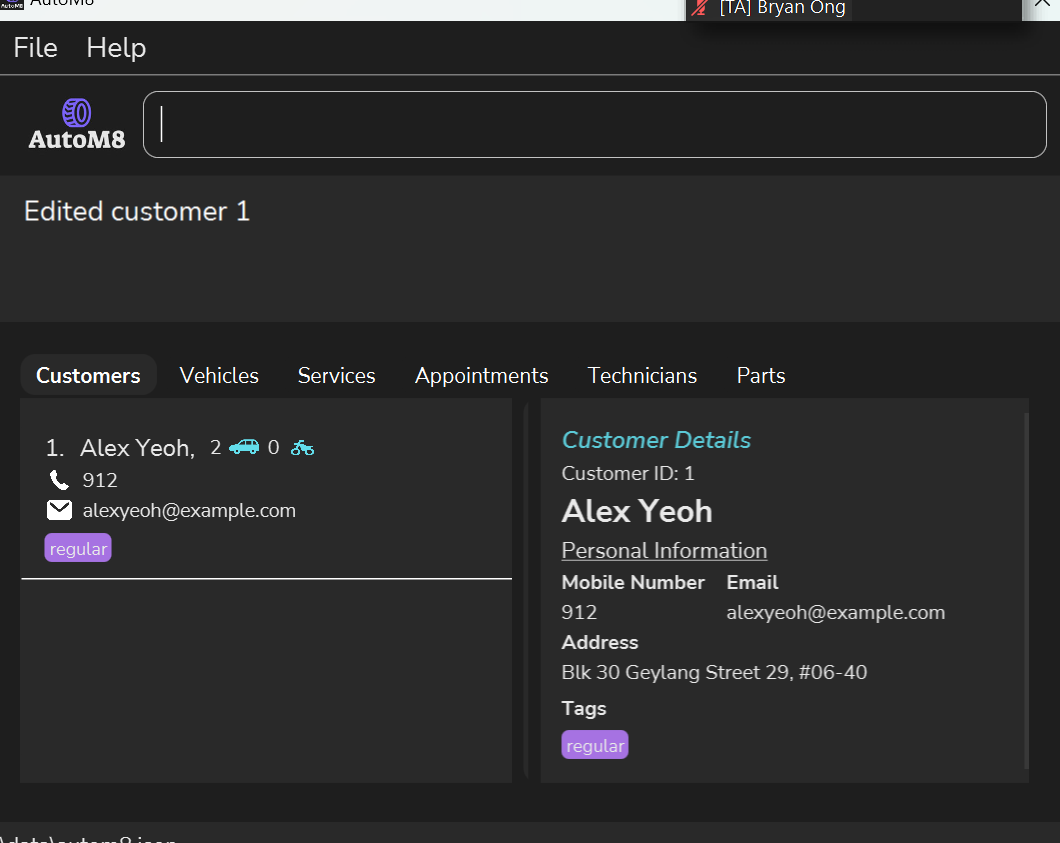 AutoM8
[TA] Bryan Ong
File Help
AutoM8
Edited customer 1
Customers Vehicles Services Appointments Technicians Parts
1. Alex Yeoh, 2 0
912
alexyeoh@example.com
regular
Customer Details
Customer ID: 1
Alex Yeoh
Personal Information
Mobile Number Email
912 alexyeoh@example.com
Address
Blk 30 Geylang Street 29, #06-40
Tags
regular
\data\autom8.json